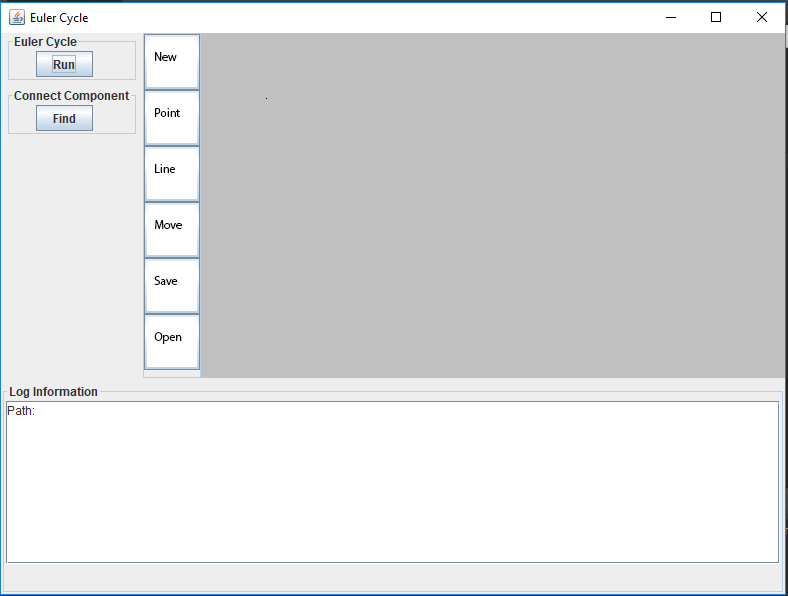 Euler Cycle
Euler Cycle
Run
Connect Component
Find
New
Point
Line
Move
Save
Open
Log Information
Path: